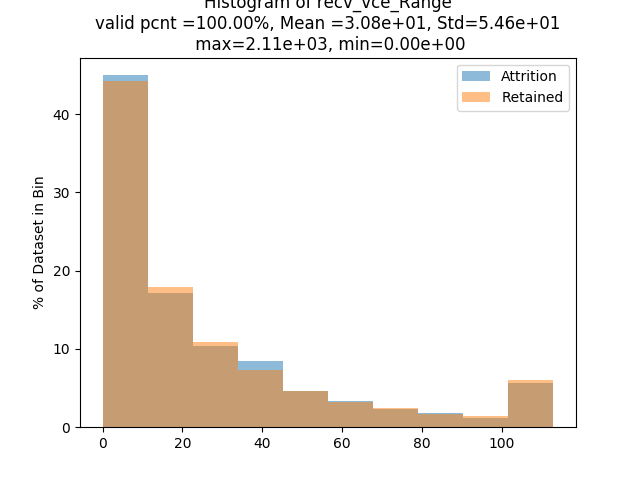 Histogram of recv_vce_Range
valid pcnt =100.00%, Mean =3.08e+01, Std=5.46e+01
max=2.11e+03, min=0.00e+00
Attrition
Retained
% of Dataset in Bin
40
30
20
10
0
0 20 40 60 80 100